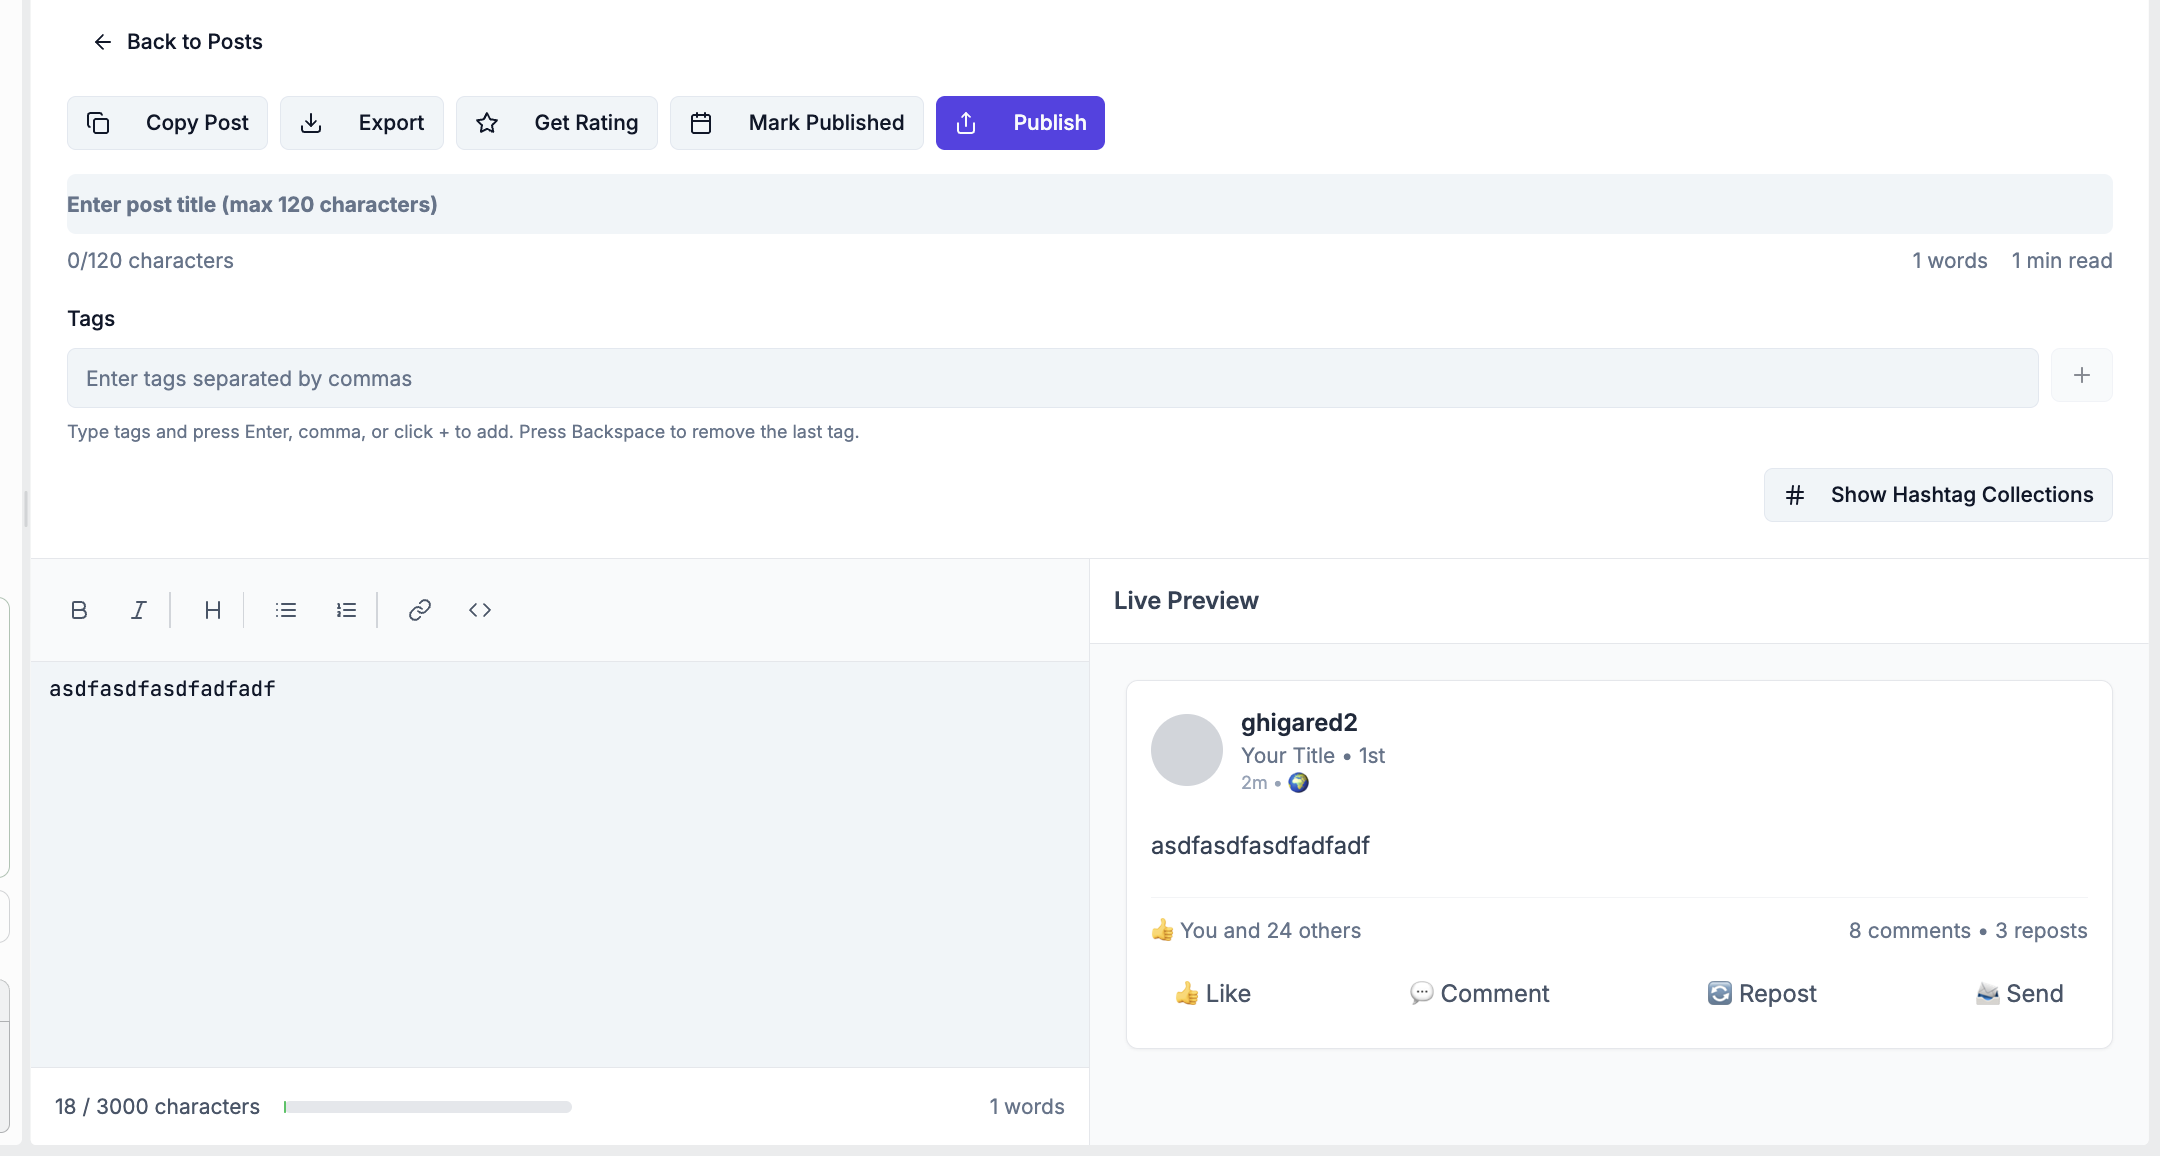 Back to Posts
Copy Post Export Get Rating Mark Published Publish
Enter post title (max 120 characters)
0/120 characters 1 words 1 min read
Tags
Enter tags separated by commas
Type tags and press Enter, comma, or click + to add. Press Backspace to remove the last tag.
# Show Hashtag Collections
B I H
Live Preview
asdfasdfasdfadfadf
ghigared2
Your Title • 1st
2m •
asdfasdfasdfadfadf
You and 24 others 8 comments • 3 reposts
Like Comment Repost Send
18 / 3000 characters 1 words